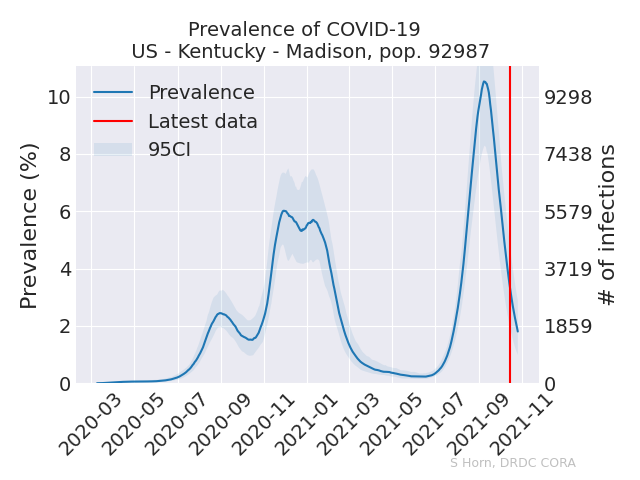 Prevalence of COVID-19
US - Kentucky - Madison, pop. 92987
Prevalence
Latest data
95CI
Prevalence (%)
10
8
6
4
2
0
9298
7438
5579
3719
1859
0
# of infections
2020-03
2020-05
2020-07
2020-09
2020-11
2021-01
2021-03
2021-05
2021-07
2021-09
2021-11
S Horn, DRDC CORA